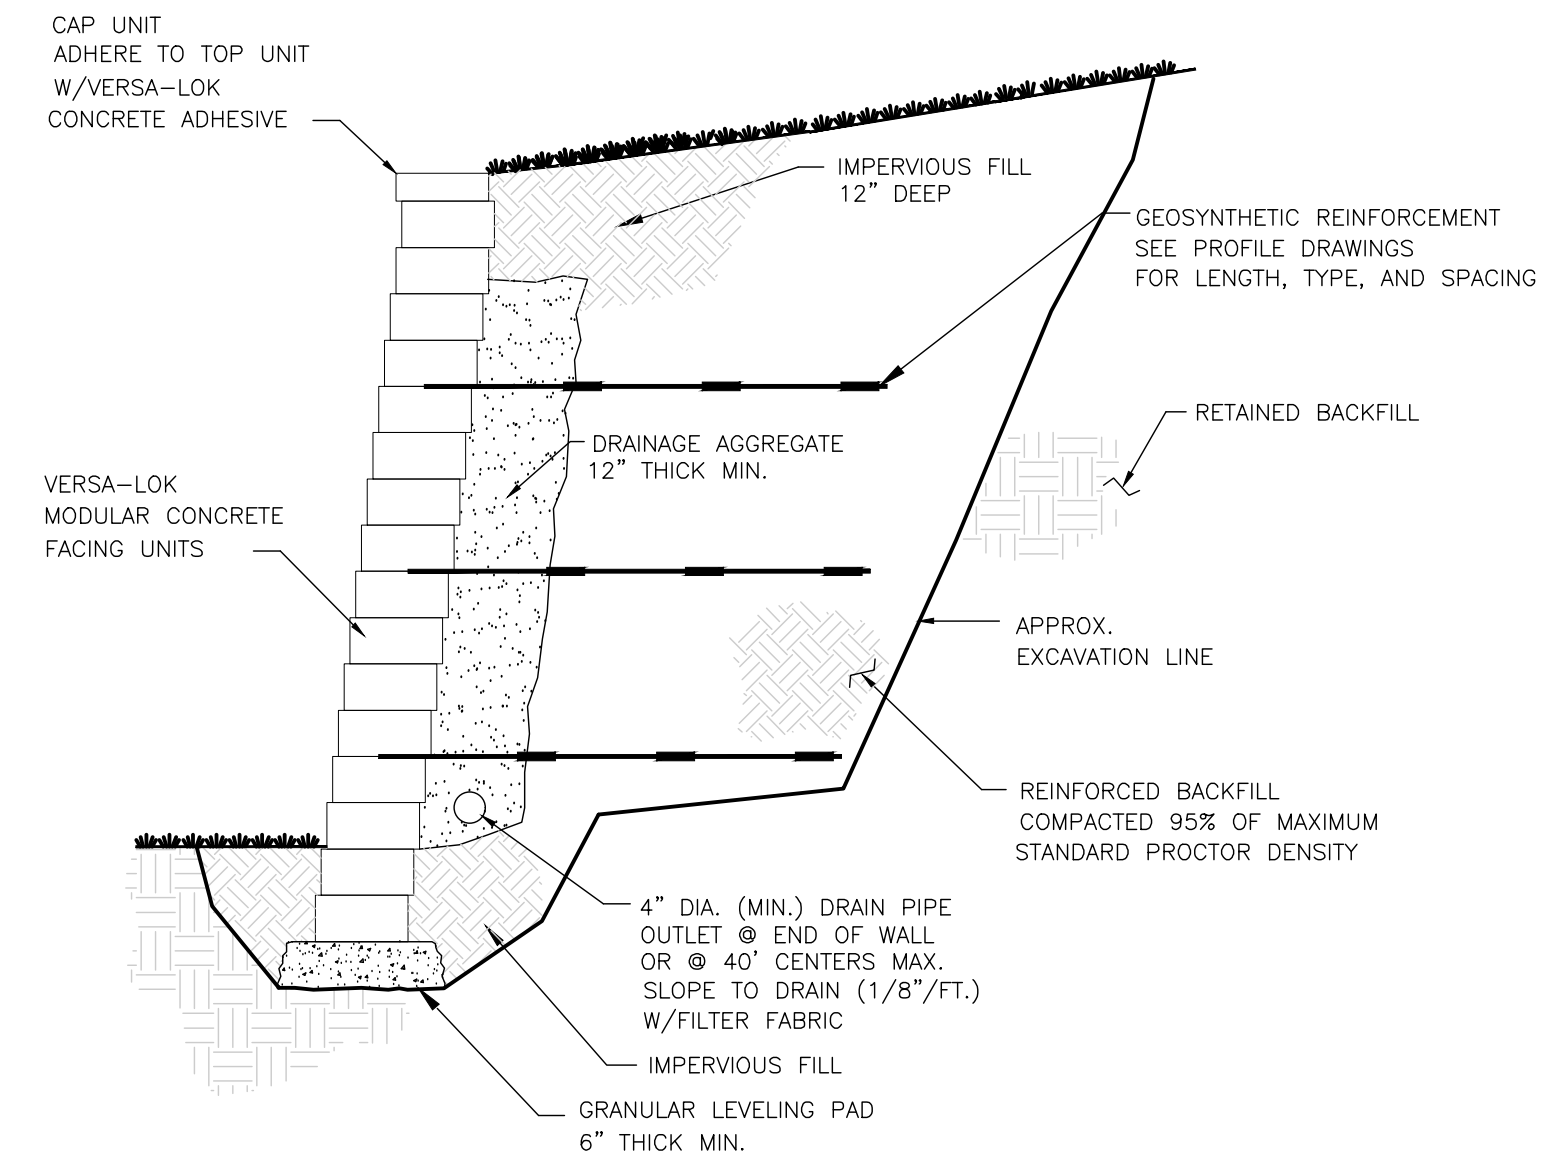 CAP UNIT
ADHERE TO TOP UNIT
W/VERSA-LOK
CONCRETE ADHESIVE
IMPERVIOUS FILL
12" DEEP
GEOSYNTHETIC REINFORCEMENT
SEE PROFILE DRAWINGS
FOR LENGTH, TYPE, AND SPACING
RETAINED BACKFILL
DRAINAGE AGGREGATE
12" THICK MIN.
VERSA-LOK
MODULAR CONCRETE
FACING UNITS
APPROX.
EXCAVATION LINE
REINFORCED BACKFILL
COMPACTED 95% OF MAXIMUM
STANDARD PROCTOR DENSITY
4" DIA. (MIN.) DRAIN PIPE
OUTLET @ END OF WALL
OR @ 40' CENTERS MAX.
SLOPE TO DRAIN (1/8"/FT.)
W/FILTER FABRIC
IMPERVIOUS FILL
GRANULAR LEVELING PAD
6" THICK MIN.